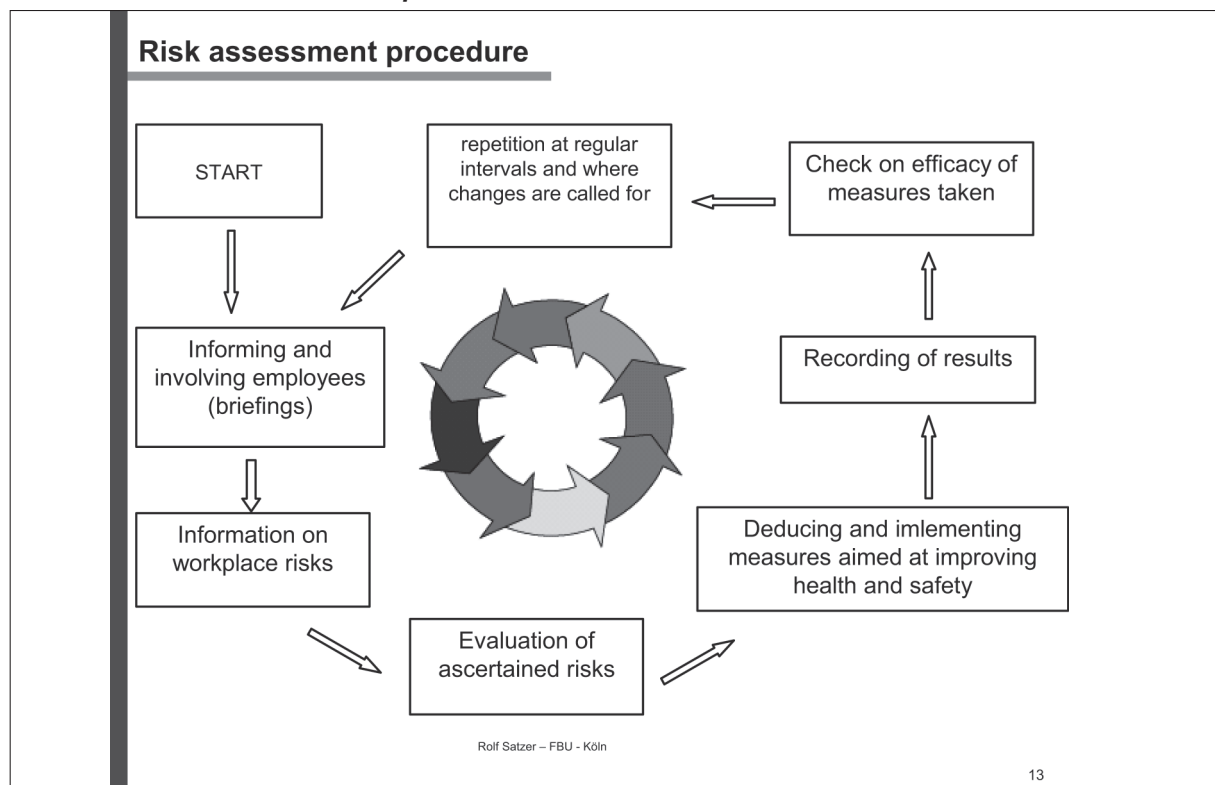 Risk assessment procedure
START
repetition at regular
intervals and where
changes are called for
Check on efficacy of
measures taken
Informing and
involving employees
(briefings)
Recording of results
Information on
workplace risks
Deducing and imlementing
measures aimed at improving
health and safety
Evaluation of
ascertained risks
Rolf Satzer – FBU - Köln
13